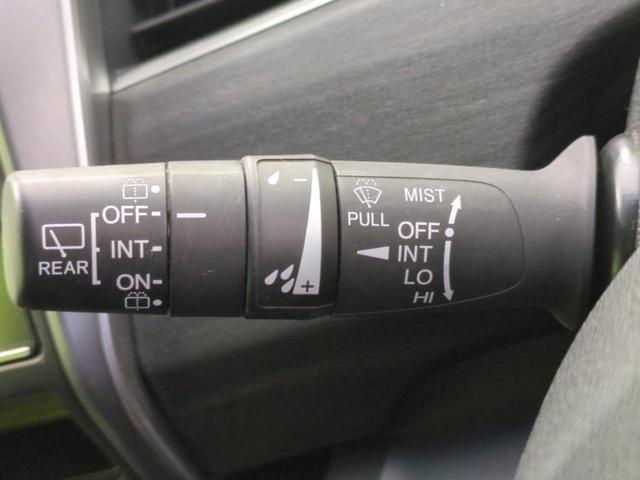 OFF
INT
REAR
ON
− 
+
MIST
PULL
OFF
INT
LO
HI